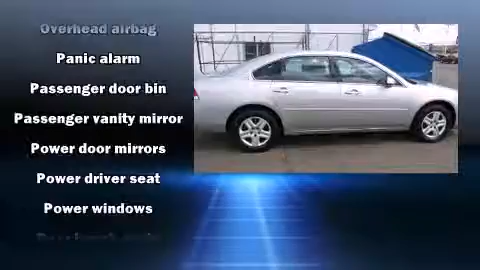 Overhead airbag
Panic alarm
Passenger door bin
Passenger vanity mirror
Power door mirrors
Power driver seat
Power windows